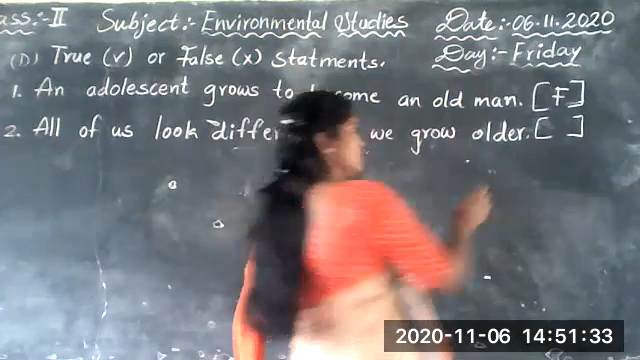 ass:-II Subject:- Environmental Studies Date:-06.11.2020
Day:-Friday
(D) True (v) or False (x) Statments.
1. An adolescent grows to become an old man. [F]
2. All of us look differ we grow older. [ ]
2020-11-06 14:51:33